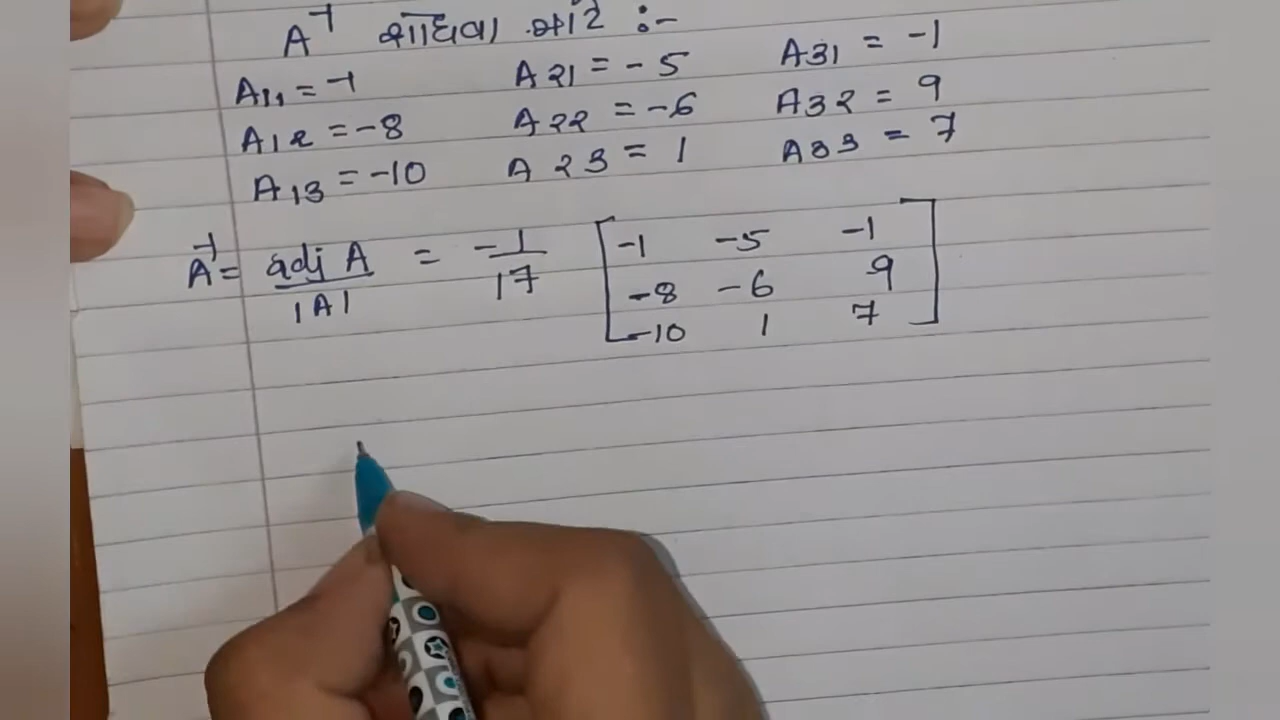 A⁻¹ શોધવા માટે :-
A11 = -1 A21 = -5 A31 = -1
A12 = -8 A22 = -6 A32 = 9
A13 = -10 A23 = 1 A33 = 7
A⁻¹ = adj A / |A| = -1/17 [ -1 -5 -1
-8 -6 9
-10 1 7 ]